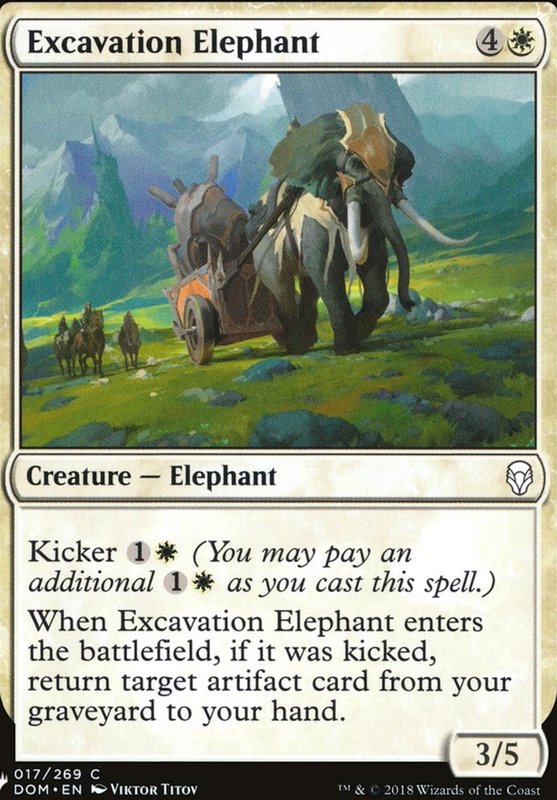 Excavation Elephant 4
Creature — Elephant
Kicker 1 (You may pay an
additional 1 as you cast this spell.)
When Excavation Elephant enters
the battlefield, if it was kicked,
return target artifact card from your
graveyard to your hand.
3/5
017/269 C
DOM • EN Viktor Titov
™ & © 2018 Wizards of the Coast